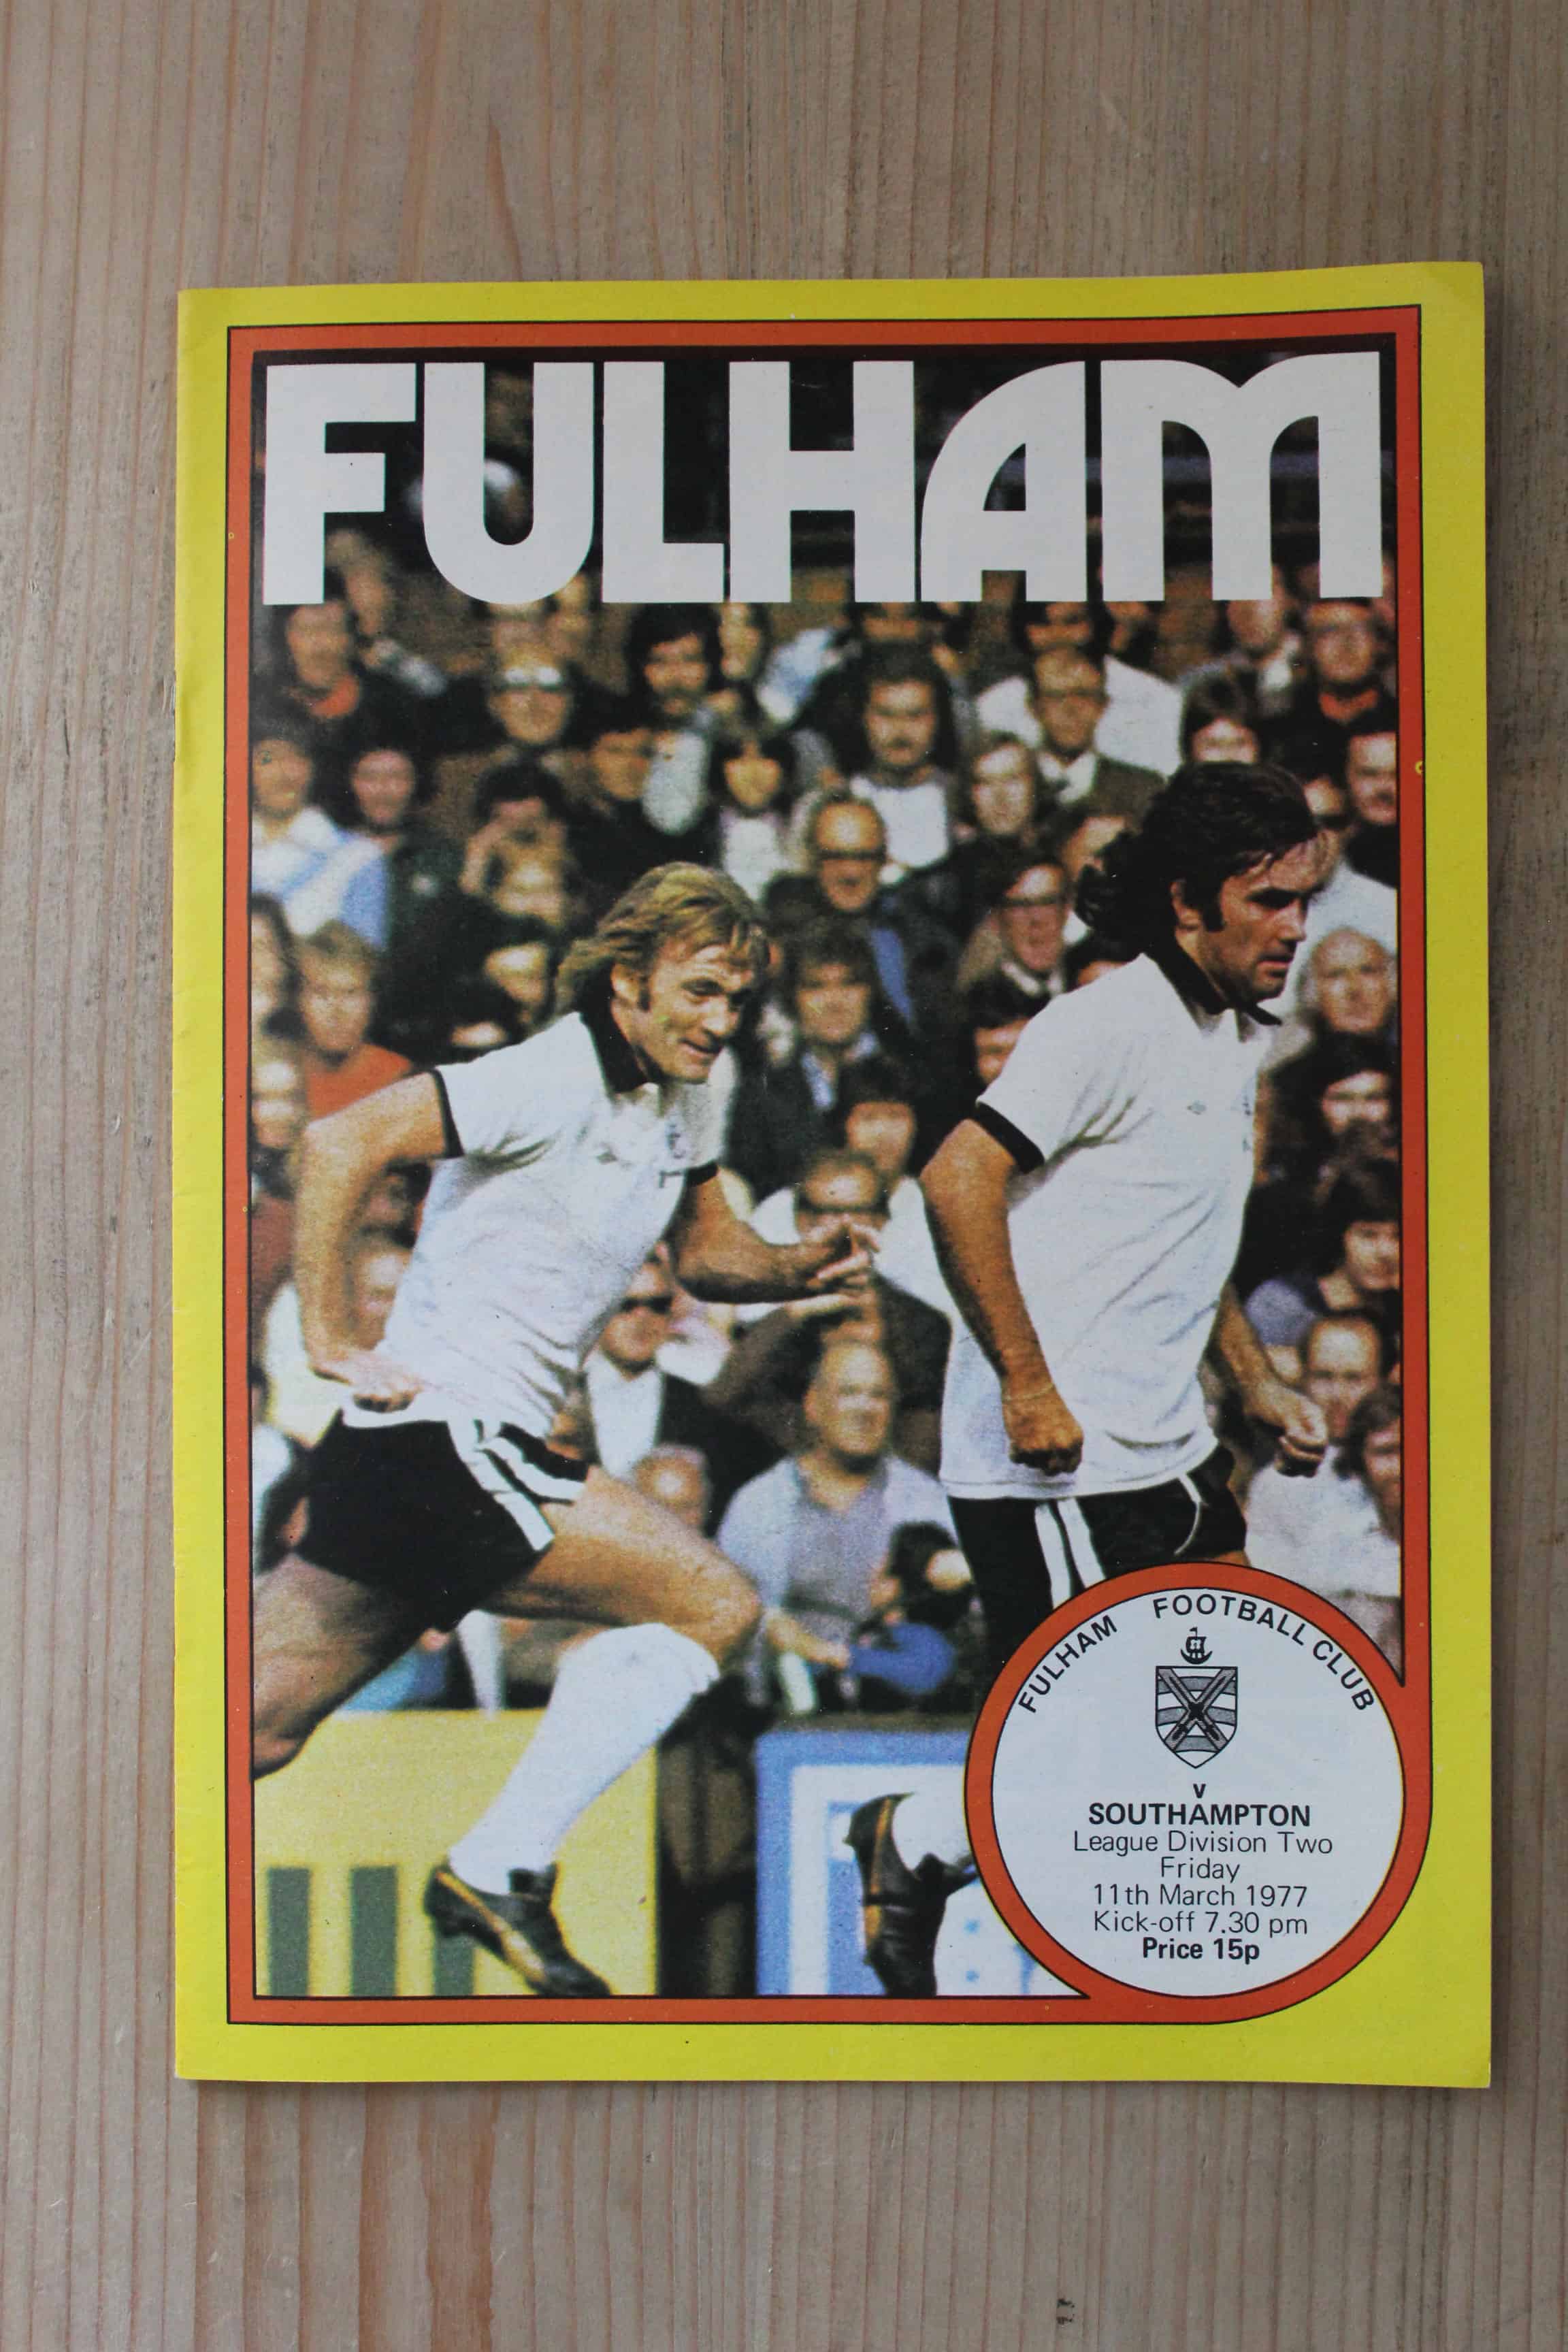 FULHAM
FULHAM FOOTBALL CLUB
v
SOUTHAMPTON
League Division Two
Friday
11th March 1977
Kick-off 7.30 pm
Price 15p